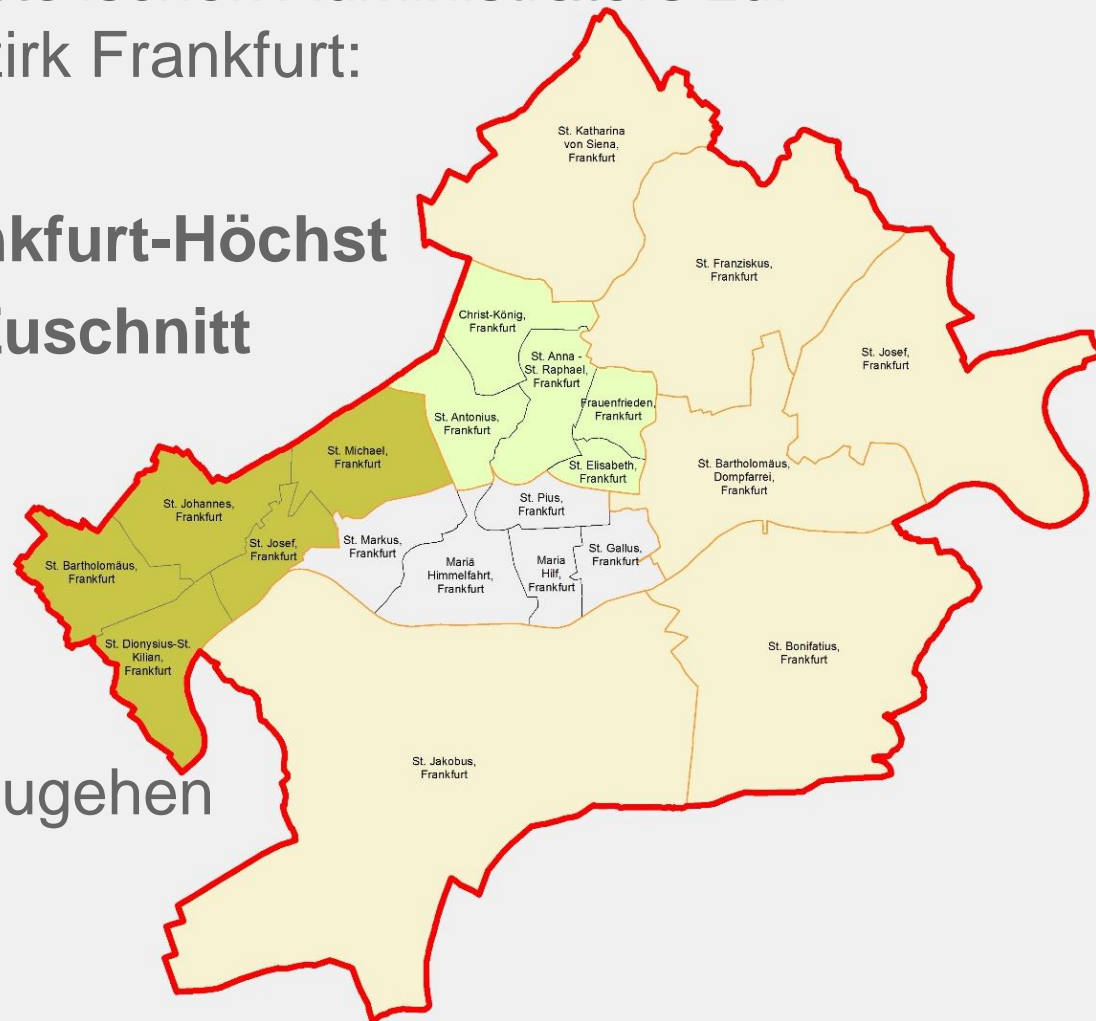 zirk Frankfurt:
nkfurt-Höchst
Zuschnitt
ugehen
St. Katharina
von Siena,
Frankfurt
St. Franziskus,
Frankfurt
Christ-König,
Frankfurt
St. Anna -
St. Raphael,
Frankfurt
St. Josef,
Frankfurt
Frauenfrieden,
Frankfurt
St. Antonius,
Frankfurt
St. Michael,
Frankfurt
St. Elisabeth,
Frankfurt
St. Bartholomäus,
Dompfarrei,
Frankfurt
St. Johannes,
Frankfurt
St. Pius,
Frankfurt
St. Josef,
Frankfurt
St. Markus,
Frankfurt
St. Gallus,
Frankfurt
St. Bartholomäus,
Frankfurt
Mariä
Himmelfahrt,
Frankfurt
Maria
Hilf,
Frankfurt
St. Dionysius-St.
Kilian,
Frankfurt
St. Bonifatius,
Frankfurt
St. Jakobus,
Frankfurt